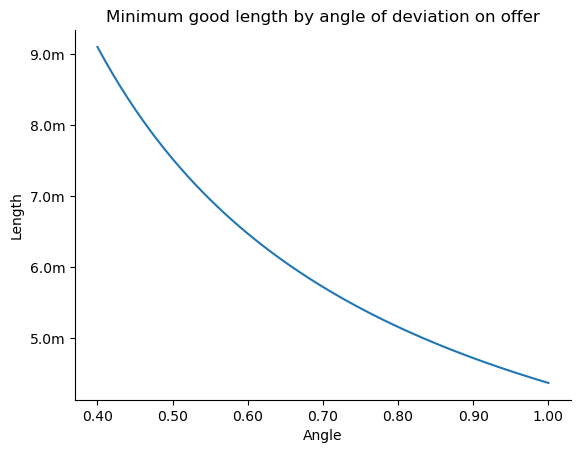 Minimum good length by angle of deviation on offer
9.0m
8.0m
7.0m
6.0m
5.0m
Length
0.40 0.50 0.60 0.70 0.80 0.90 1.00
Angle